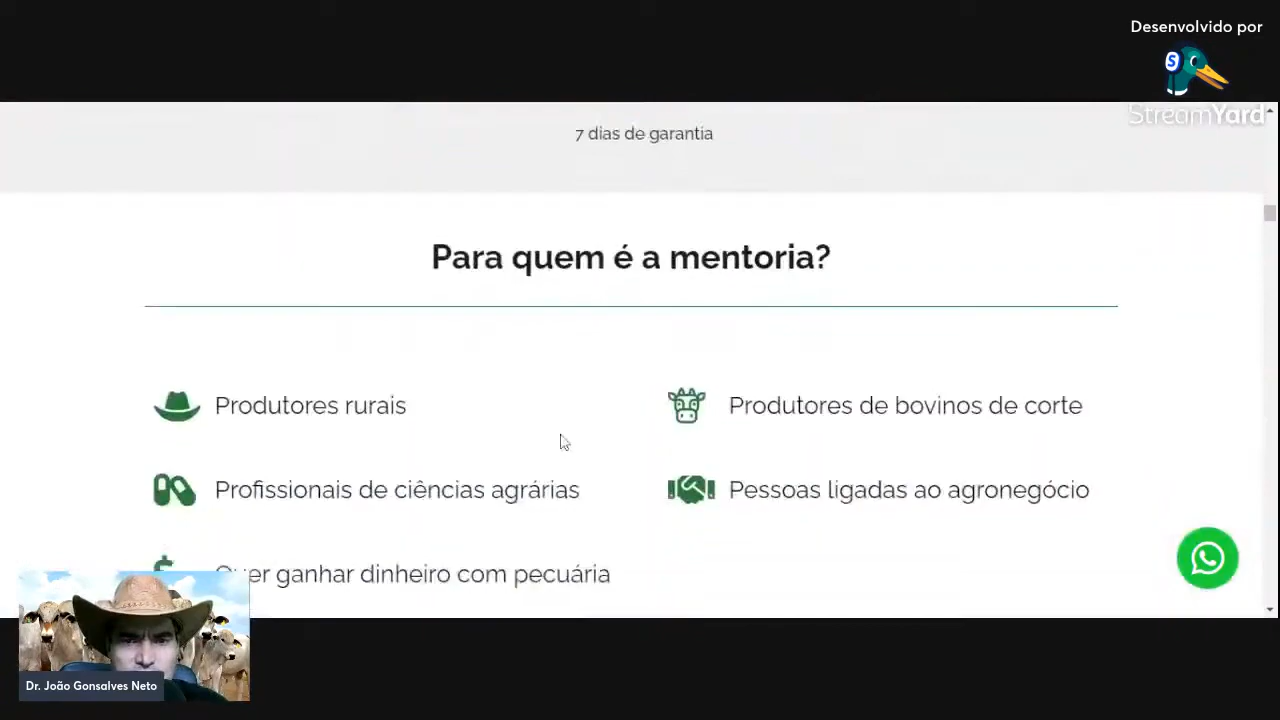 Desenvolvido por
StreamYard
7 dias de garantia
Para quem é a mentoria?
Produtores rurais
Produtores de bovinos de corte
Profissionais de ciências agrárias
Pessoas ligadas ao agronegócio
Quer ganhar dinheiro com pecuária
Dr. João Gonsalves Neto